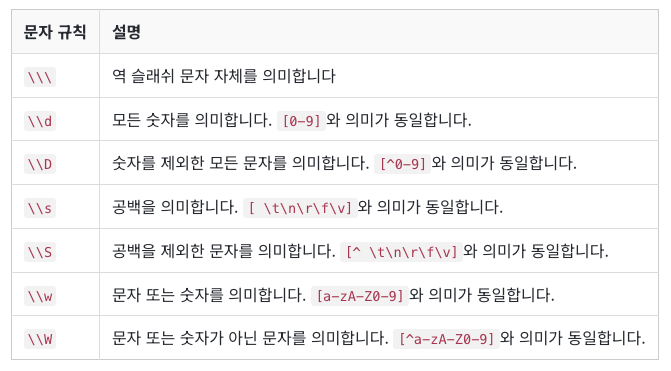 문자 규칙 설명
\\\ 역 슬래쉬 문자 자체를 의미합니다
\\d 모든 숫자를 의미합니다. [0-9]와 의미가 동일합니다.
\\D 숫자를 제외한 모든 문자를 의미합니다. [^0-9]와 의미가 동일합니다.
\\s 공백을 의미합니다. [ \t\n\r\f\v]와 의미가 동일합니다.
\\S 공백을 제외한 문자를 의미합니다. [^ \t\n\r\f\v]와 의미가 동일합니다.
\\w 문자 또는 숫자를 의미합니다. [a-zA-Z0-9]와 의미가 동일합니다.
\\W 문자 또는 숫자가 아닌 문자를 의미합니다. [^a-zA-Z0-9]와 의미가 동일합니다.